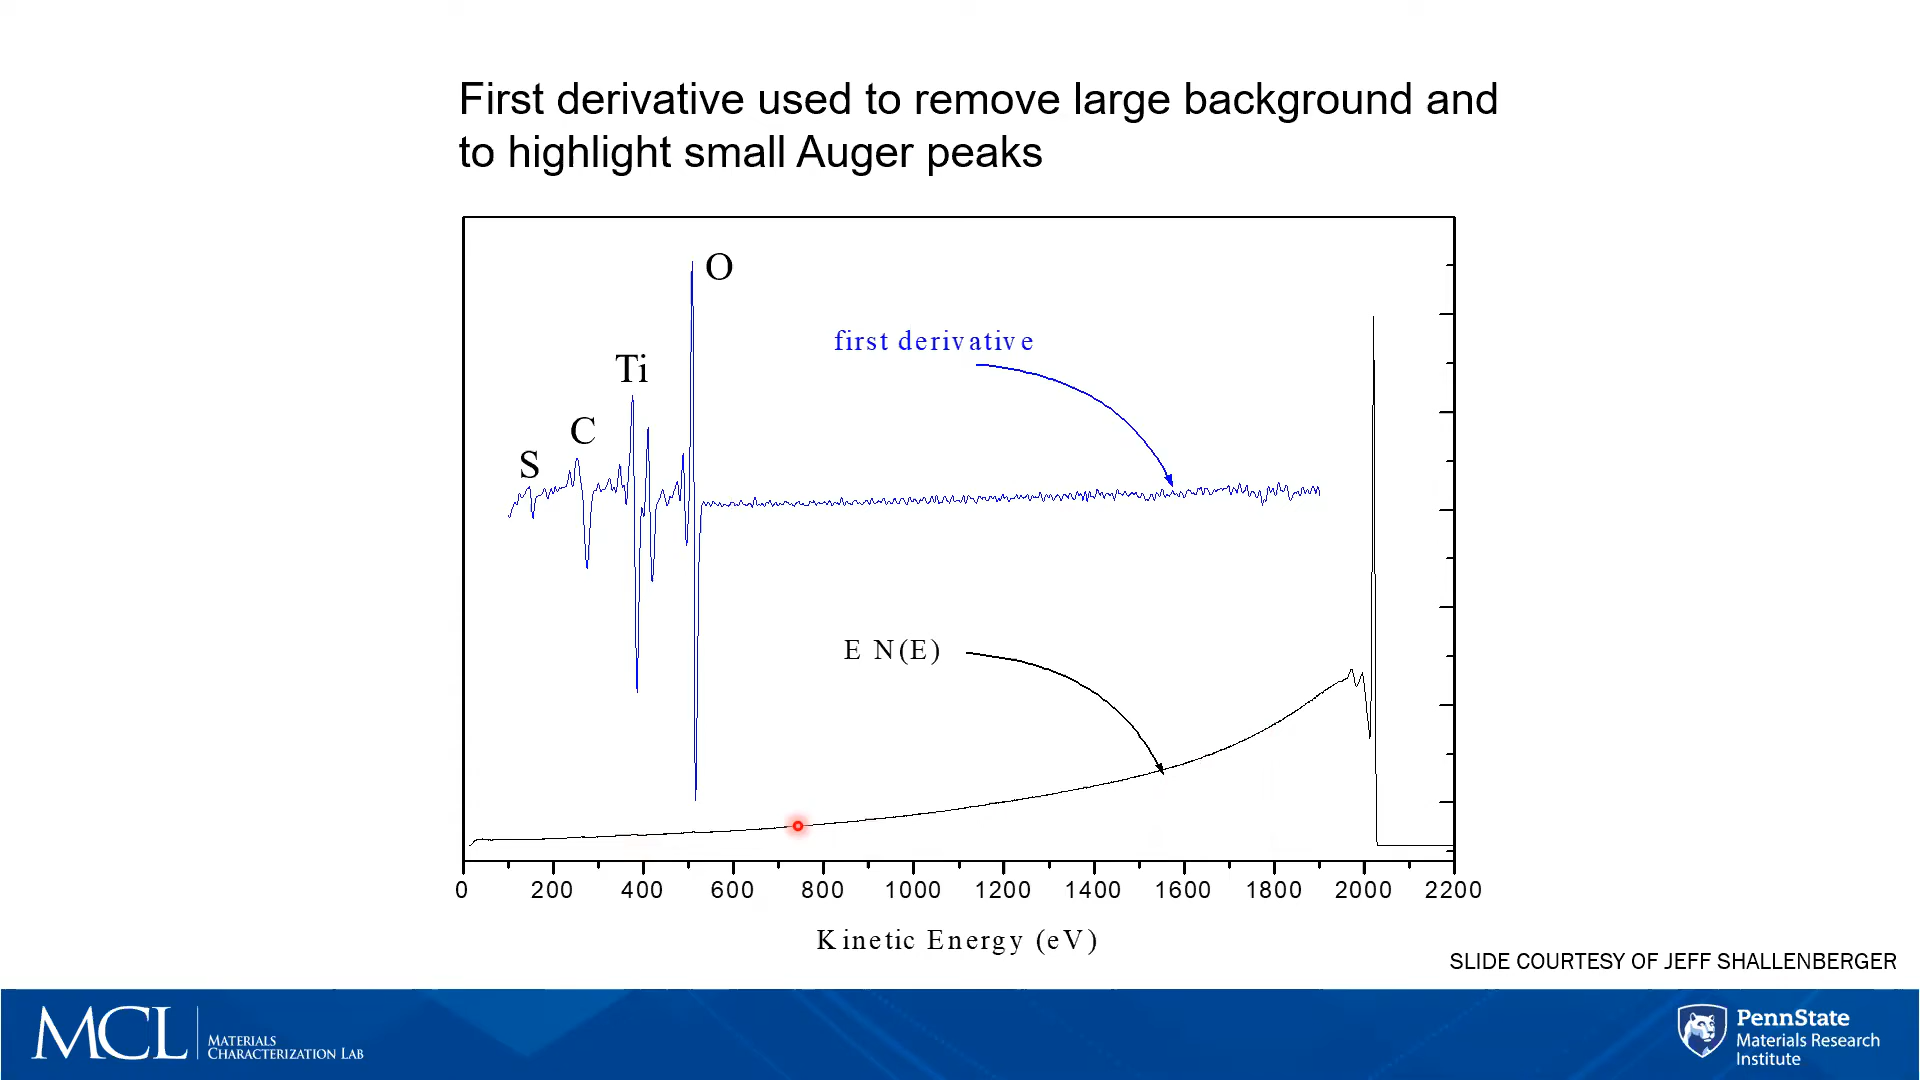 First derivative used to remove large background and
to highlight small Auger peaks
O
first derivative
Ti
C
S
E N(E)
0 200 400 600 800 1000 1200 1400 1600 1800 2000 2200
Kinetic Energy (eV)
SLIDE COURTESY OF JEFF SHALLENBERGER
MCL
MATERIALS
CHARACTERIZATION LAB
PennState
Materials Research
Institute